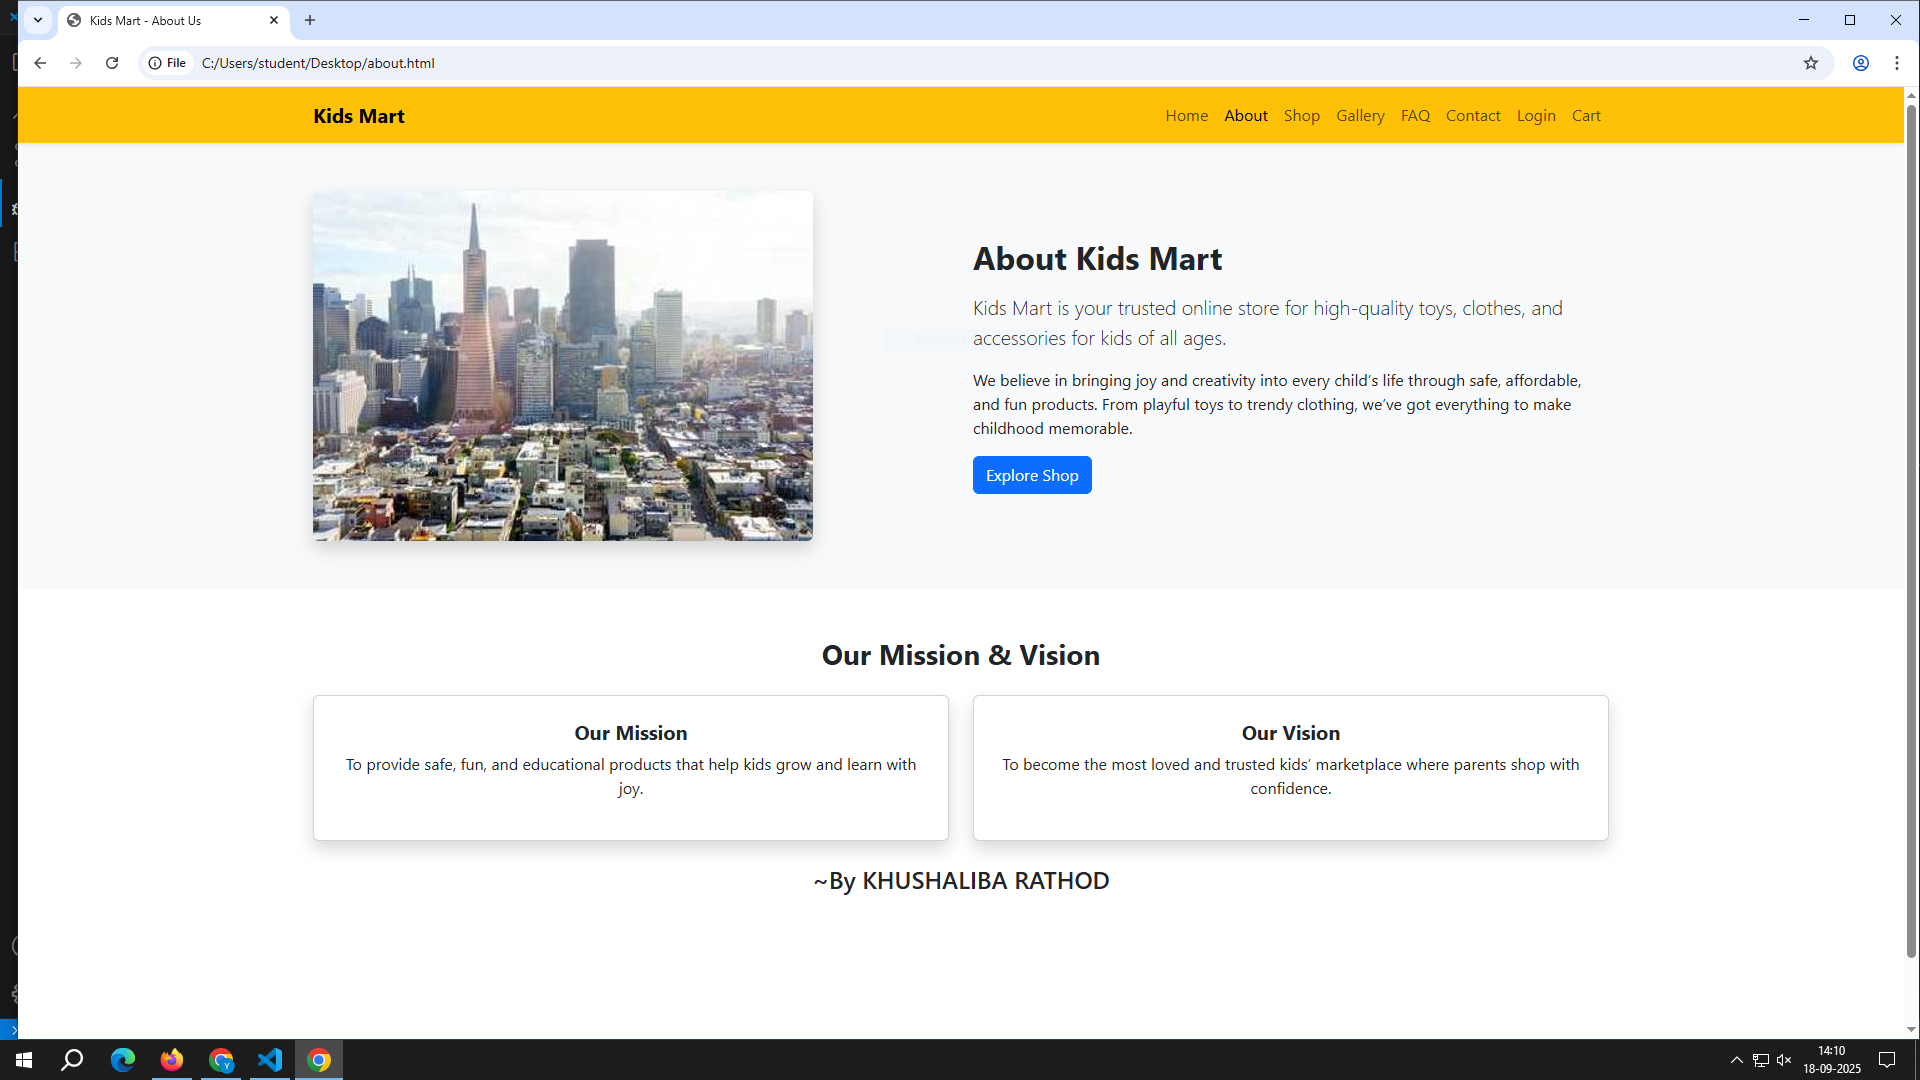 Kids Mart - About Us
File
C:/Users/student/Desktop/about.html
Kids Mart
Home About Shop Gallery FAQ Contact Login Cart
About Kids Mart
Kids Mart is your trusted online store for high-quality toys, clothes, and
accessories for kids of all ages.
We believe in bringing joy and creativity into every child’s life through safe, affordable,
and fun products. From playful toys to trendy clothing, we’ve got everything to make
childhood memorable.
Explore Shop
Our Mission & Vision
Our Mission
To provide safe, fun, and educational products that help kids grow and learn with
joy.
Our Vision
To become the most loved and trusted kids’ marketplace where parents shop with
confidence.
~By KHUSHALIBA RATHOD
14:10
18-09-2025